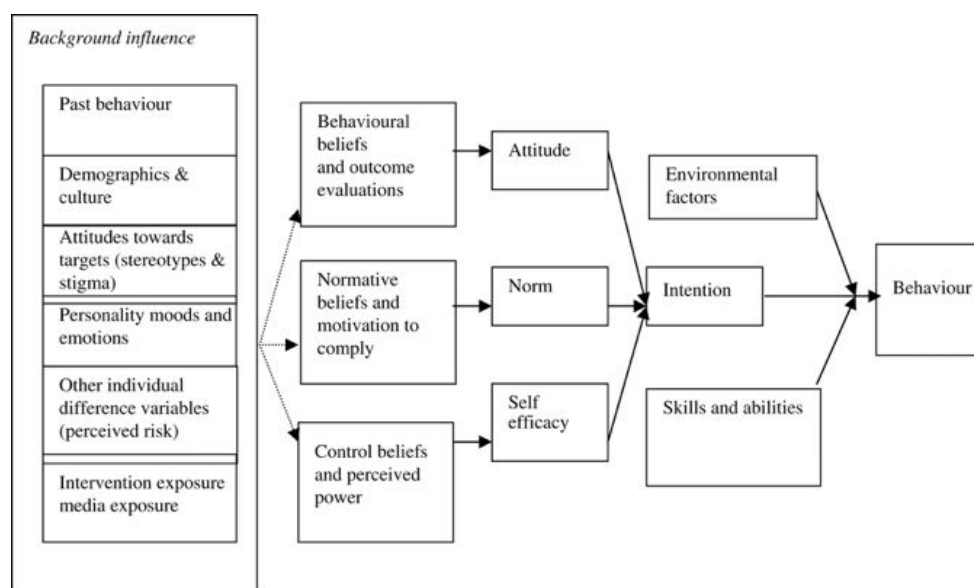 Background influence
Past behaviour
Demographics &
culture
Attitudes towards
targets (stereotypes &
stigma)
Personality moods and
emotions
Other individual
difference variables
(perceived risk)
Intervention exposure
media exposure
Behavioural
beliefs
and outcome
evaluations
Normative
beliefs and
motivation to
comply
Control beliefs
and perceived
power
Attitude
Norm
Self
efficacy
Environmental
factors
Intention
Skills and abilities
Behaviour